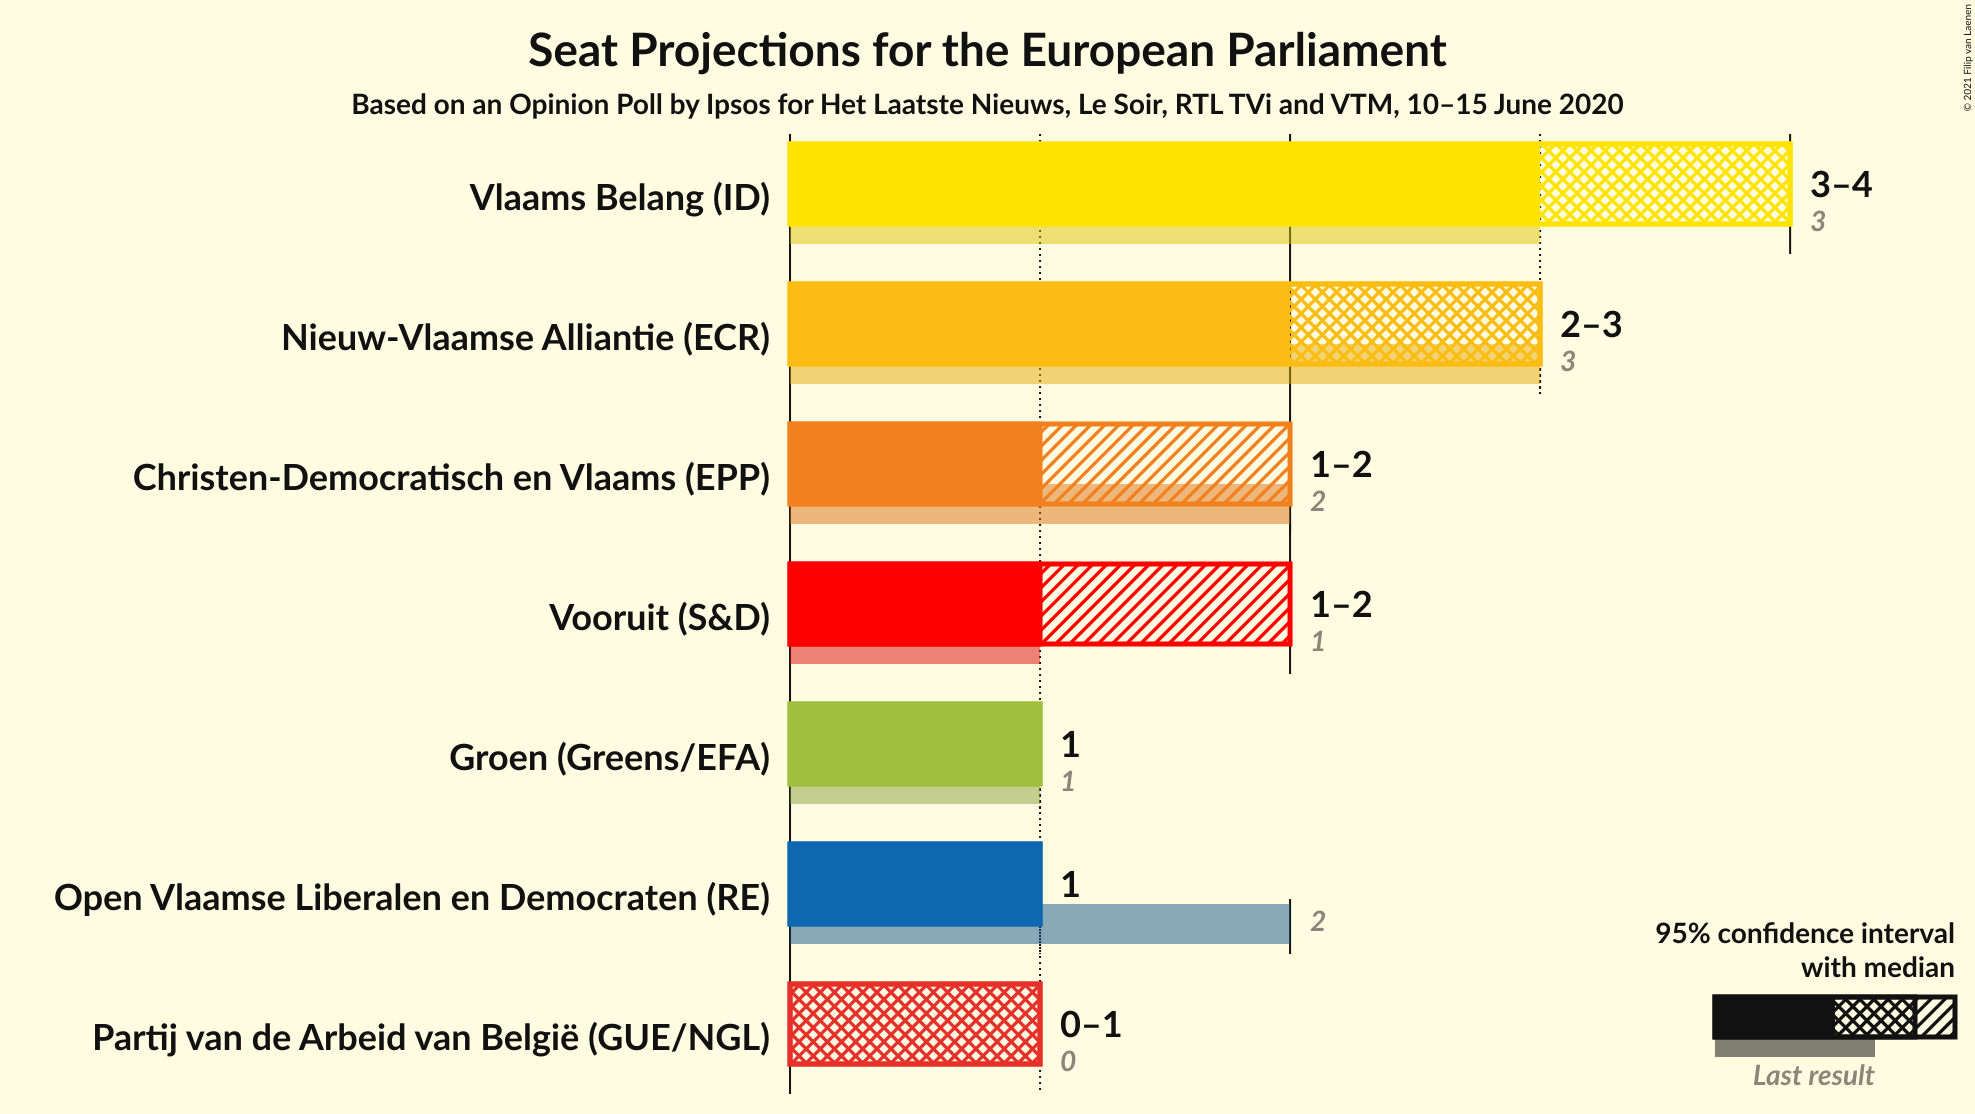 Seat Projections for the European Parliament
Based on an Opinion Poll by Ipsos for Het Laatste Nieuws, Le Soir, RTL TVi and VTM, 10–15 June 2020
© 2021 Filip van Laenen
Vlaams Belang (ID)
3–4
3
Nieuw-Vlaamse Alliantie (ECR)
2–3
3
Christen-Democratisch en Vlaams (EPP)
1–2
2
Vooruit (S&D)
1–2
1
Groen (Greens/EFA)
1
1
Open Vlaamse Liberalen en Democraten (RE)
1
2
Partij van de Arbeid van België (GUE/NGL)
0–1
0
95% confidence interval
with median
Last result